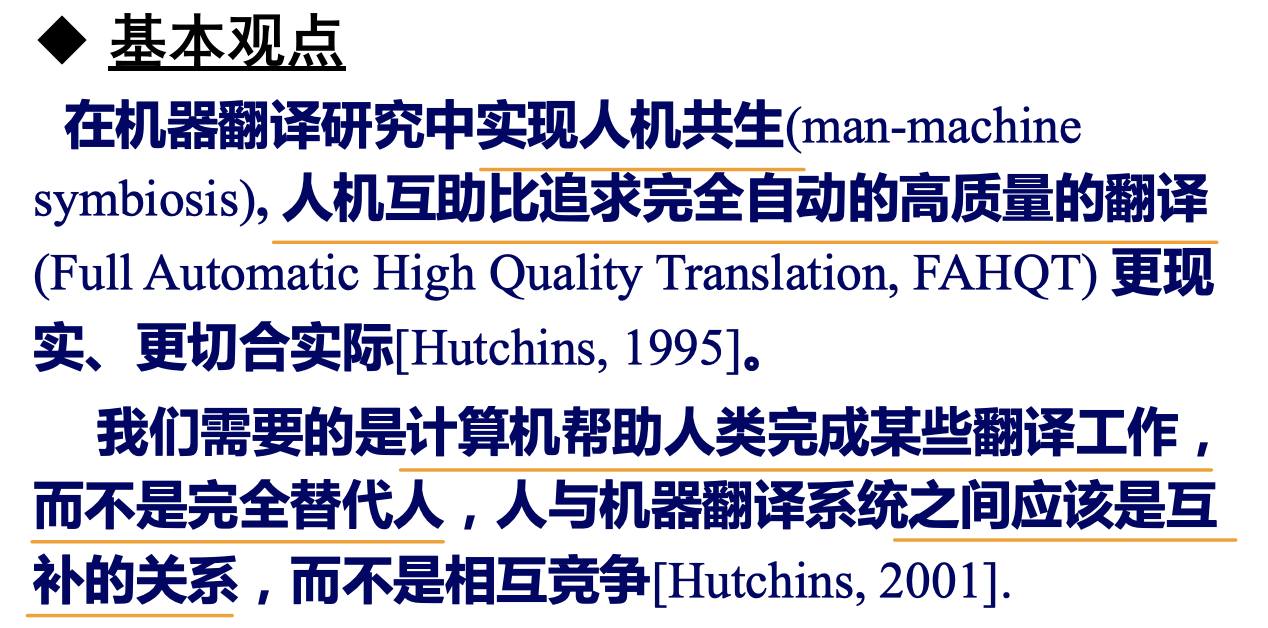 ◆ 基本观点
在机器翻译研究中实现人机共生(man-machine
symbiosis), 人机互助比追求完全自动的高质量的翻译
(Full Automatic High Quality Translation, FAHQT) 更现
实、更切合实际[Hutchins, 1995]。
我们需要的是计算机帮助人类完成某些翻译工作，
而不是完全替代人，人与机器翻译系统之间应该是互
补的关系，而不是相互竞争[Hutchins, 2001].